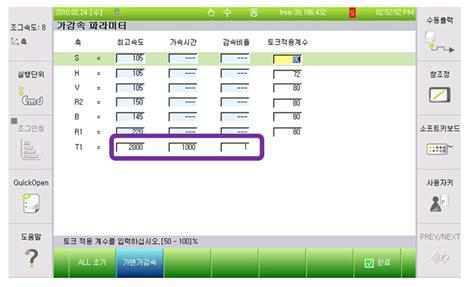 2010.02.24 [수] 수 동 free:39,186,432 S 02:52:52 PM
조그속도: 8 가감속 파라미터 수동출력
축 축 최고속도 가속시간 감속비율 토크적용계수
S = 105 ---- ----
실행단위 H = 105 ---- ---- 72 창조정
Cmd V = 105 ---- ---- 80
R2 = 150 ---- ---- 80
B = 145 ---- ---- 80
조그인칭 R1 = 220 ---- ---- 80 소프트키보드
T1 = 2000 1000 1
QuickOpen 사용자키
도움말 토크 적용 계수를 입력하십시오.[50 - 100]% PREV/NEXT
ALL 초기 가변가감속 완료